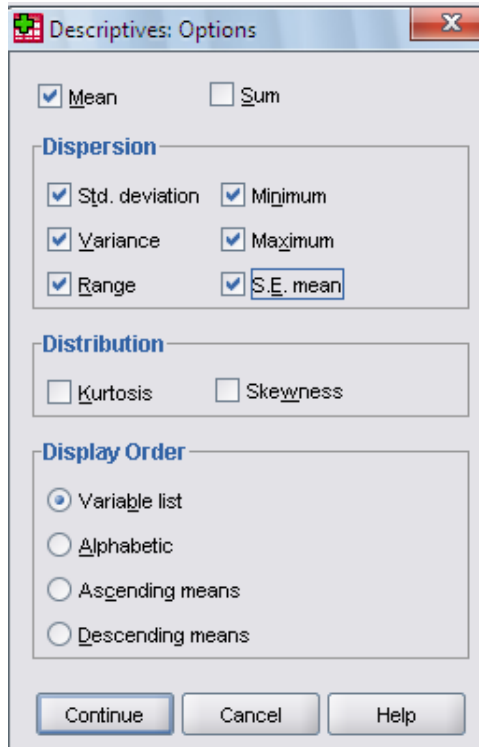 Descriptives: Options
Mean Sum
Dispersion
Std. deviation Minimum
Variance Maximum
Range S.E. mean
Distribution
Kurtosis Skewness
Display Order
Variable list
Alphabetic
Ascending means
Descending means
Continue Cancel Help